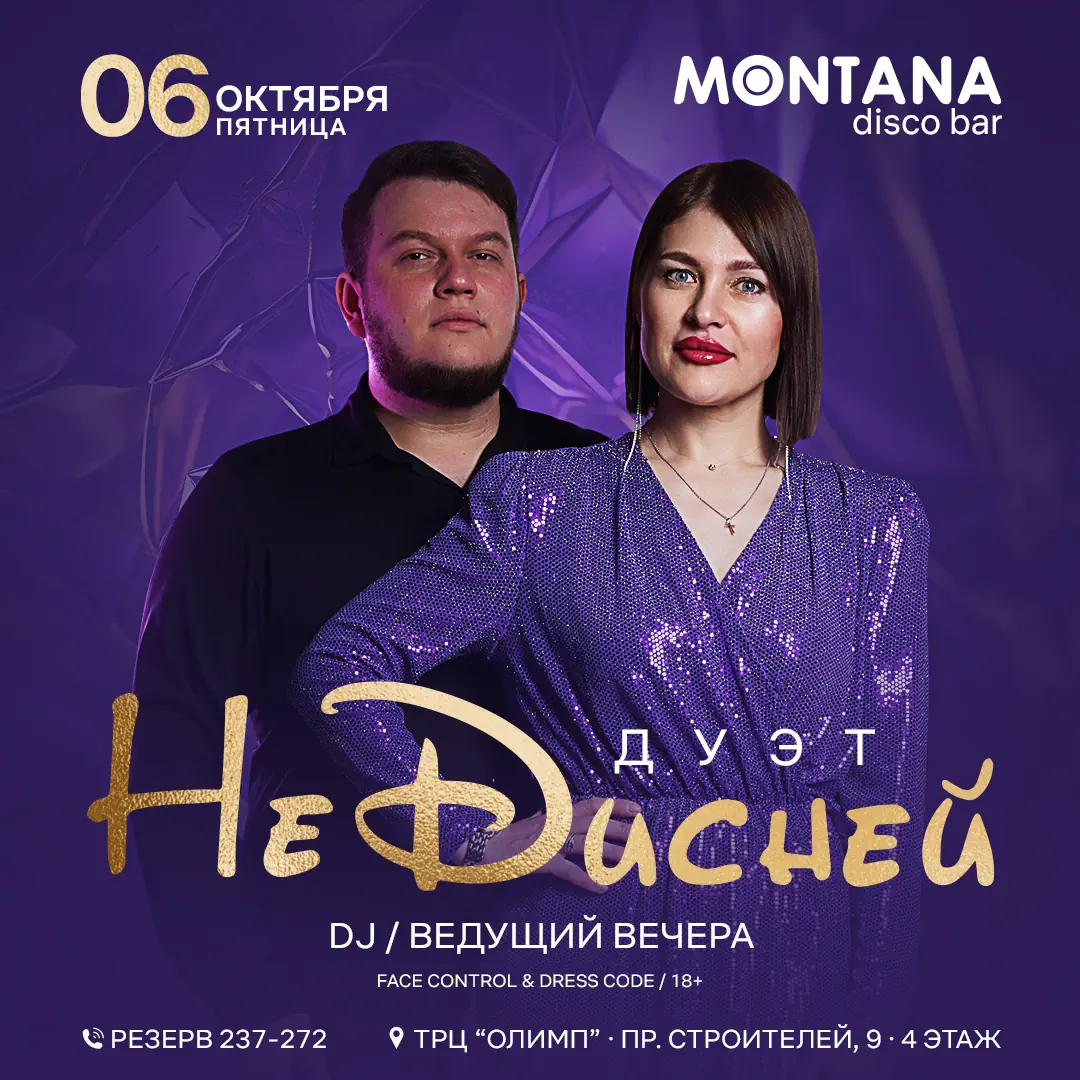 06 ОКТЯБРЯ
ПЯТНИЦА
MONTANA
disco bar
ДУЭТ
НеДисней
DJ / ВЕДУЩИЙ ВЕЧЕРА
FACE CONTROL & DRESS CODE / 18+
РЕЗЕРВ 237-272
ТРЦ “ОЛИМП” · ПР. СТРОИТЕЛЕЙ, 9 · 4 ЭТАЖ